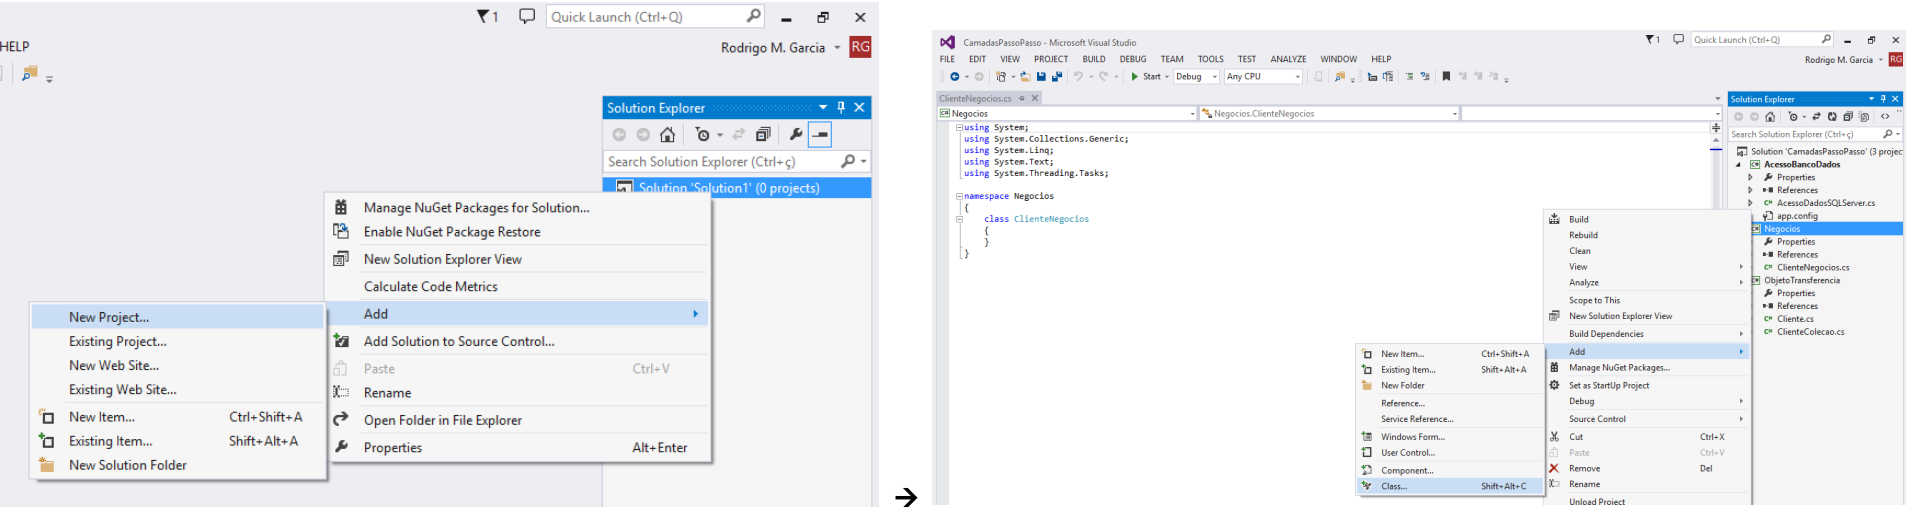 1
Quick Launch (Ctrl+Q)
HELP
Rodrigo M. Garcia
RG
Solution Explorer
Search Solution Explorer (Ctrl+ç)
Solution 'Solution1' (0 projects)
Manage NuGet Packages for Solution...
Enable NuGet Package Restore
New Solution Explorer View
Calculate Code Metrics
Add
Add Solution to Source Control...
Paste Ctrl+V
Rename
Open Folder in File Explorer
Properties Alt+Enter
New Project...
Existing Project...
New Web Site...
Existing Web Site...
New Item... Ctrl+Shift+A
Existing Item... Shift+Alt+A
New Solution Folder
→
CamadasPassoPasso - Microsoft Visual Studio
1
Quick Launch (Ctrl+Q)
FILE EDIT VIEW PROJECT BUILD DEBUG TEAM TOOLS TEST ANALYZE WINDOW HELP
Rodrigo M. Garcia
RG
Start Debug Any CPU
ClienteNegocios.cs
Negocios
Negocios.ClienteNegocios
using System;
using System.Collections.Generic;
using System.Linq;
using System.Text;
using System.Threading.Tasks;
namespace Negocios
{
class ClienteNegocios
{
}
}
Solution Explorer
Search Solution Explorer (Ctrl+ç)
Solution 'CamadasPassoPasso' (3 projec
AcessoBancoDados
Properties
References
AcessoDadosSQLServer.cs
app.config
Negocios
Properties
References
ClienteNegocios.cs
ObjetoTransferencia
Properties
References
Cliente.cs
ClienteColecao.cs
Build
Rebuild
Clean
View
Analyze
Scope to This
New Solution Explorer View
Build Dependencies
Add
Manage NuGet Packages...
Set as StartUp Project
Debug
Source Control
Cut Ctrl+X
Paste Ctrl+V
Remove Del
Rename
Unload Project
New Item... Ctrl+Shift+A
Existing Item... Shift+Alt+A
New Folder
Reference...
Service Reference...
Windows Form...
User Control...
Component...
Class... Shift+Alt+C